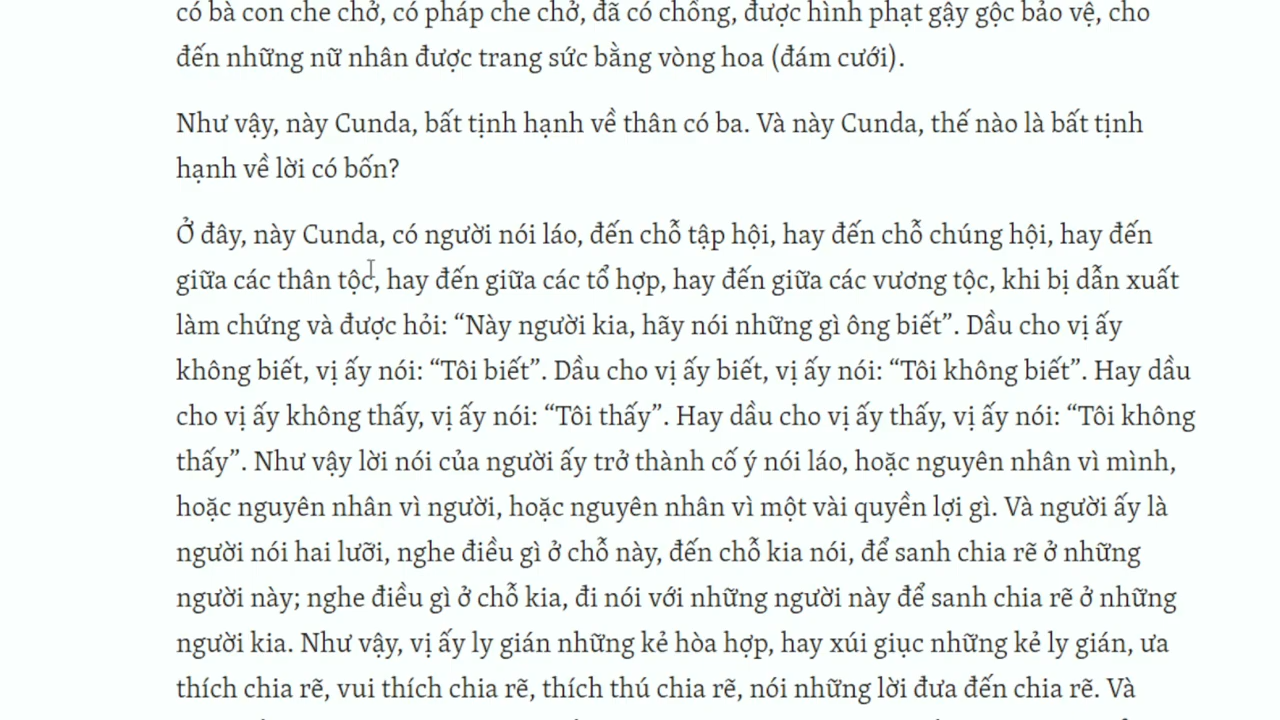 có bà con che chở, có pháp che chở, đã có chồng, được hình phạt gậy gộc bảo vệ, cho
đến những nữ nhân được trang sức bằng vòng hoa (đám cưới).
Như vậy, này Cunda, bất tịnh hạnh về thân có ba. Và này Cunda, thế nào là bất tịnh
hạnh về lời có bốn?
Ở đây, này Cunda, có người nói láo, đến chỗ tập hội, hay đến chỗ chúng hội, hay đến
giữa các thân tộc, hay đến giữa các tổ hợp, hay đến giữa các vương tộc, khi bị dẫn xuất
làm chứng và được hỏi: “Này người kia, hãy nói những gì ông biết”. Dầu cho vị ấy
không biết, vị ấy nói: “Tôi biết”. Dầu cho vị ấy biết, vị ấy nói: “Tôi không biết”. Hay dầu
cho vị ấy không thấy, vị ấy nói: “Tôi thấy”. Hay dầu cho vị ấy thấy, vị ấy nói: “Tôi không
thấy”. Như vậy lời nói của người ấy trở thành cố ý nói láo, hoặc nguyên nhân vì mình,
hoặc nguyên nhân vì người, hoặc nguyên nhân vì một vài quyền lợi gì. Và người ấy là
người nói hai lưỡi, nghe điều gì ở chỗ này, đến chỗ kia nói, để sanh chia rẽ ở những
người này; nghe điều gì ở chỗ kia, đi nói với những người này để sanh chia rẽ ở những
người kia. Như vậy, vị ấy ly gián những kẻ hòa hợp, hay xúi giục những kẻ ly gián, ưa
thích chia rẽ, vui thích chia rẽ, thích thú chia rẽ, nói những lời đưa đến chia rẽ. Và